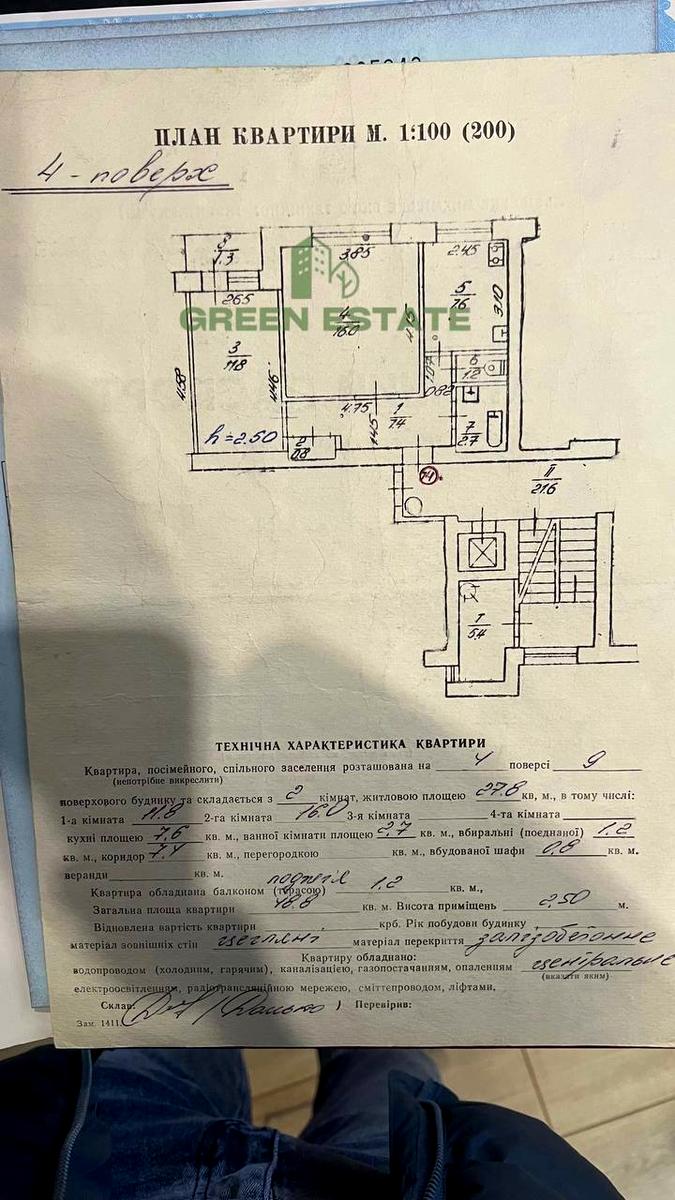 ПЛАН КВАРТИРИ М. 1:100 (200)
4 - поверх
3.85
2.45
1.3
5
7.6
2.65
GREEN ESTATE
4
16.0
3
11.8
4.58
4.46
6
1.2
4.75
1
7.4
1.45
7
2.7
h = 2.50
2
0.8
74
II
21.6
I
5.4
ТЕХНІЧНА ХАРАКТЕРИСТИКА КВАРТИРИ
Квартира, посімейного, спільного заселення розташована на 4 поверсі 9
(непотрібне викреслити)
поверхового будинку та складається з 2 кімнат, житловою площею 27.8 кв, м., в тому числі:
1-а кімната 11.8 2-га кімната 16.0 3-я кімната 4-та кімната
кухні площею 7,6 кв. м., ванної кімнати площею 2,7 кв. м., вбиральні (поєднаної) 1.2
кв. м., коридор 7.4 кв. м., перегородкою кв. м., вбудованої шафи 0,8 кв. м.
веранди кв. м.
лоджія
Квартира обладнана балконом (терасою) 1.2 кв. м.,
Загальна площа квартири 48.8 кв. м. Висота приміщень 2,50 м.
Відновлена вартість квартири крб. Рік побудови будинку
матеріал зовнішніх стін цегляні матеріал перекриття залізобетонне
Квартиру обладнано:
водопроводом (холодним, гарячим), каналізацією, газопостачанням, опаленням центральне
(вказати яким)
електроосвітленням, радіотрансляційною мережею, сміттєпроводом, ліфтами,
Склав: Перевірив:
Зам. 1411